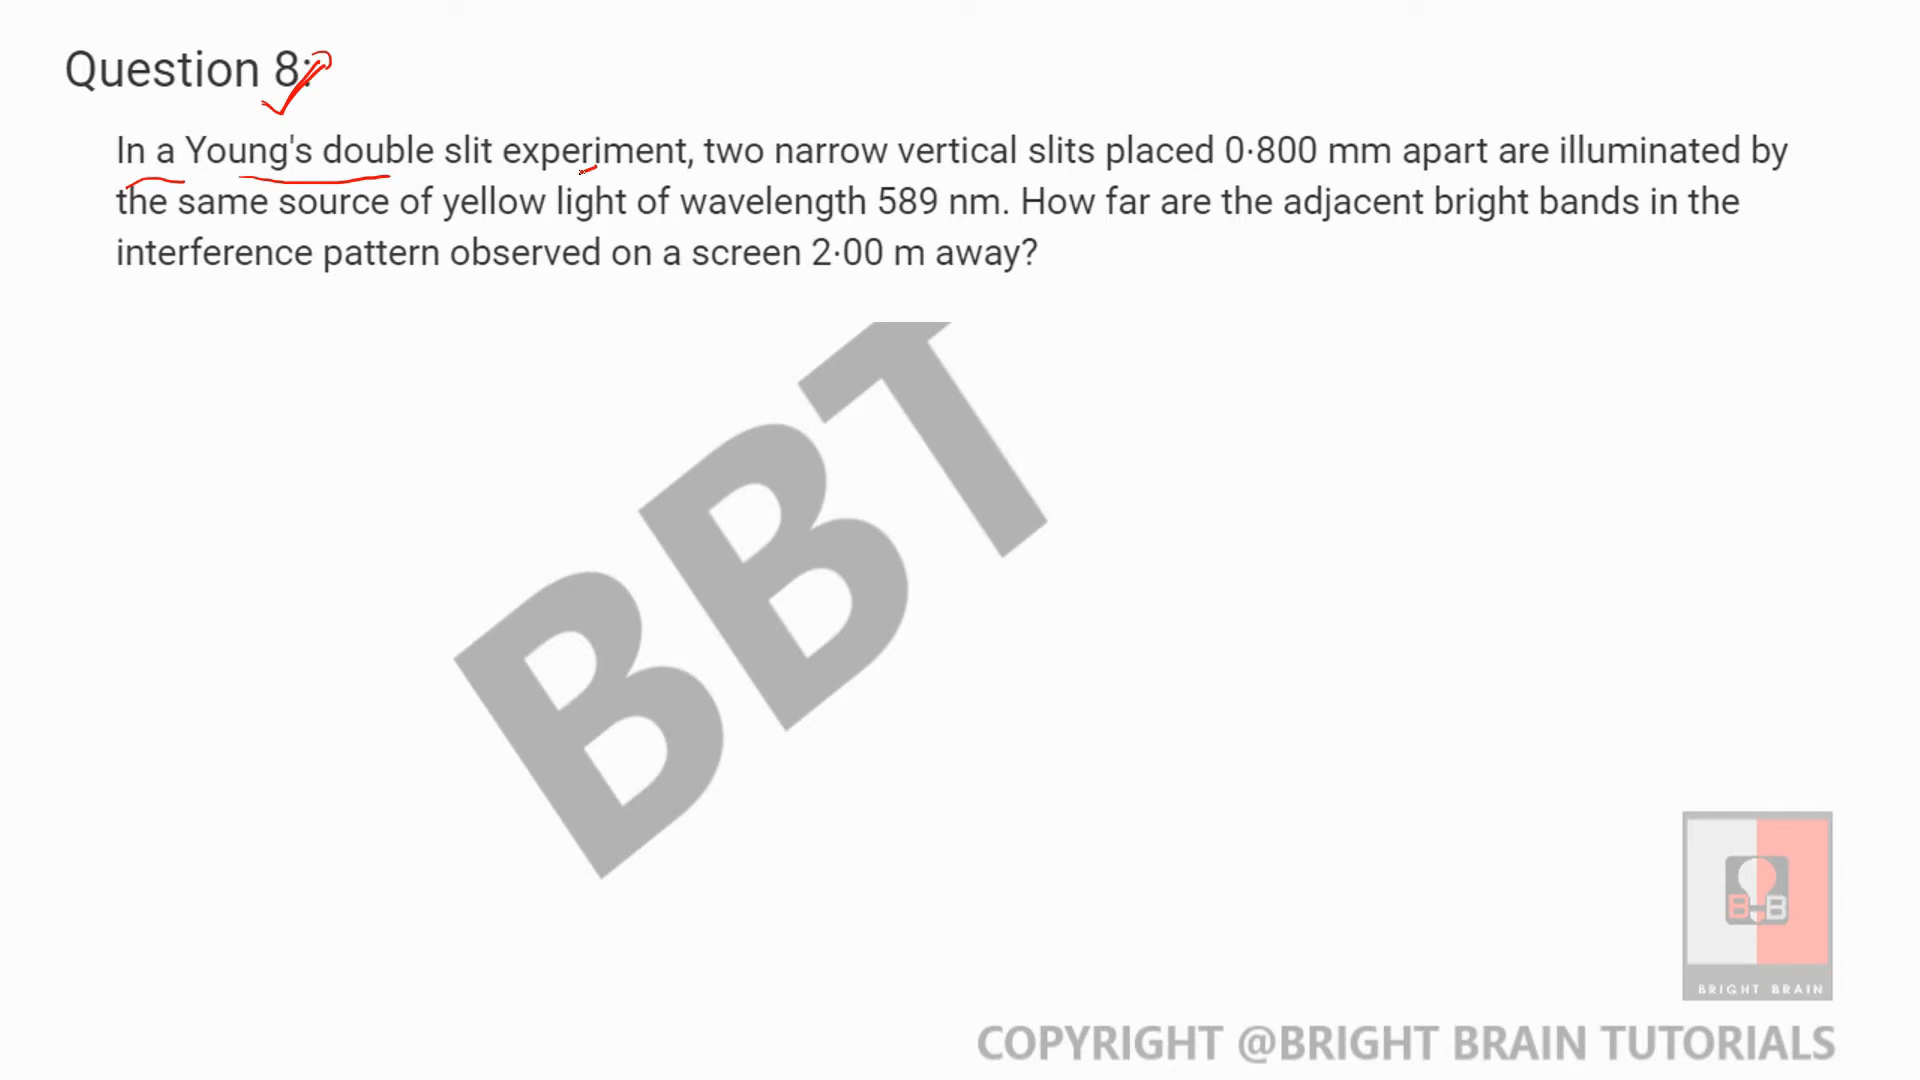 Question 8:
In a Young's double slit experiment, two narrow vertical slits placed 0·800 mm apart are illuminated by
the same source of yellow light of wavelength 589 nm. How far are the adjacent bright bands in the
interference pattern observed on a screen 2·00 m away?
BBT
B-B
BRIGHT BRAIN
COPYRIGHT @BRIGHT BRAIN TUTORIALS